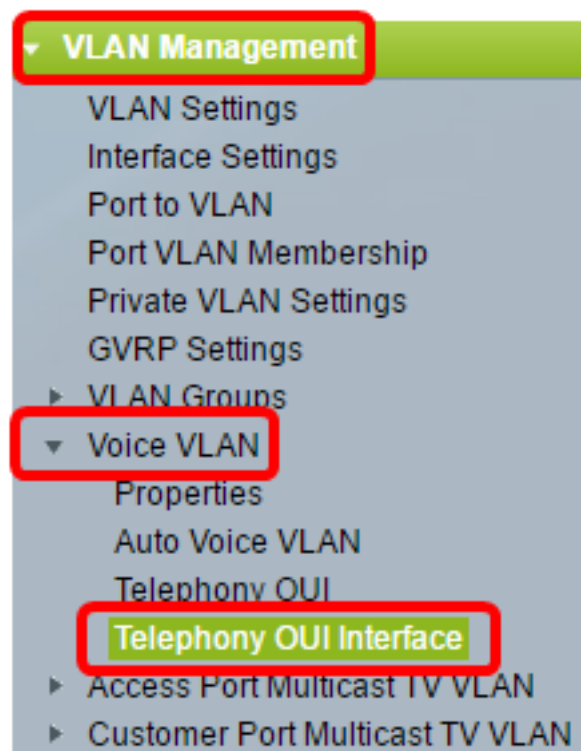 VLAN Management
VLAN Settings
Interface Settings
Port to VLAN
Port VLAN Membership
Private VLAN Settings
GVRP Settings
VLAN Groups
Voice VLAN
Properties
Auto Voice VLAN
Telephony OUI
Telephony OUI Interface
Access Port Multicast TV VLAN
Customer Port Multicast TV VLAN